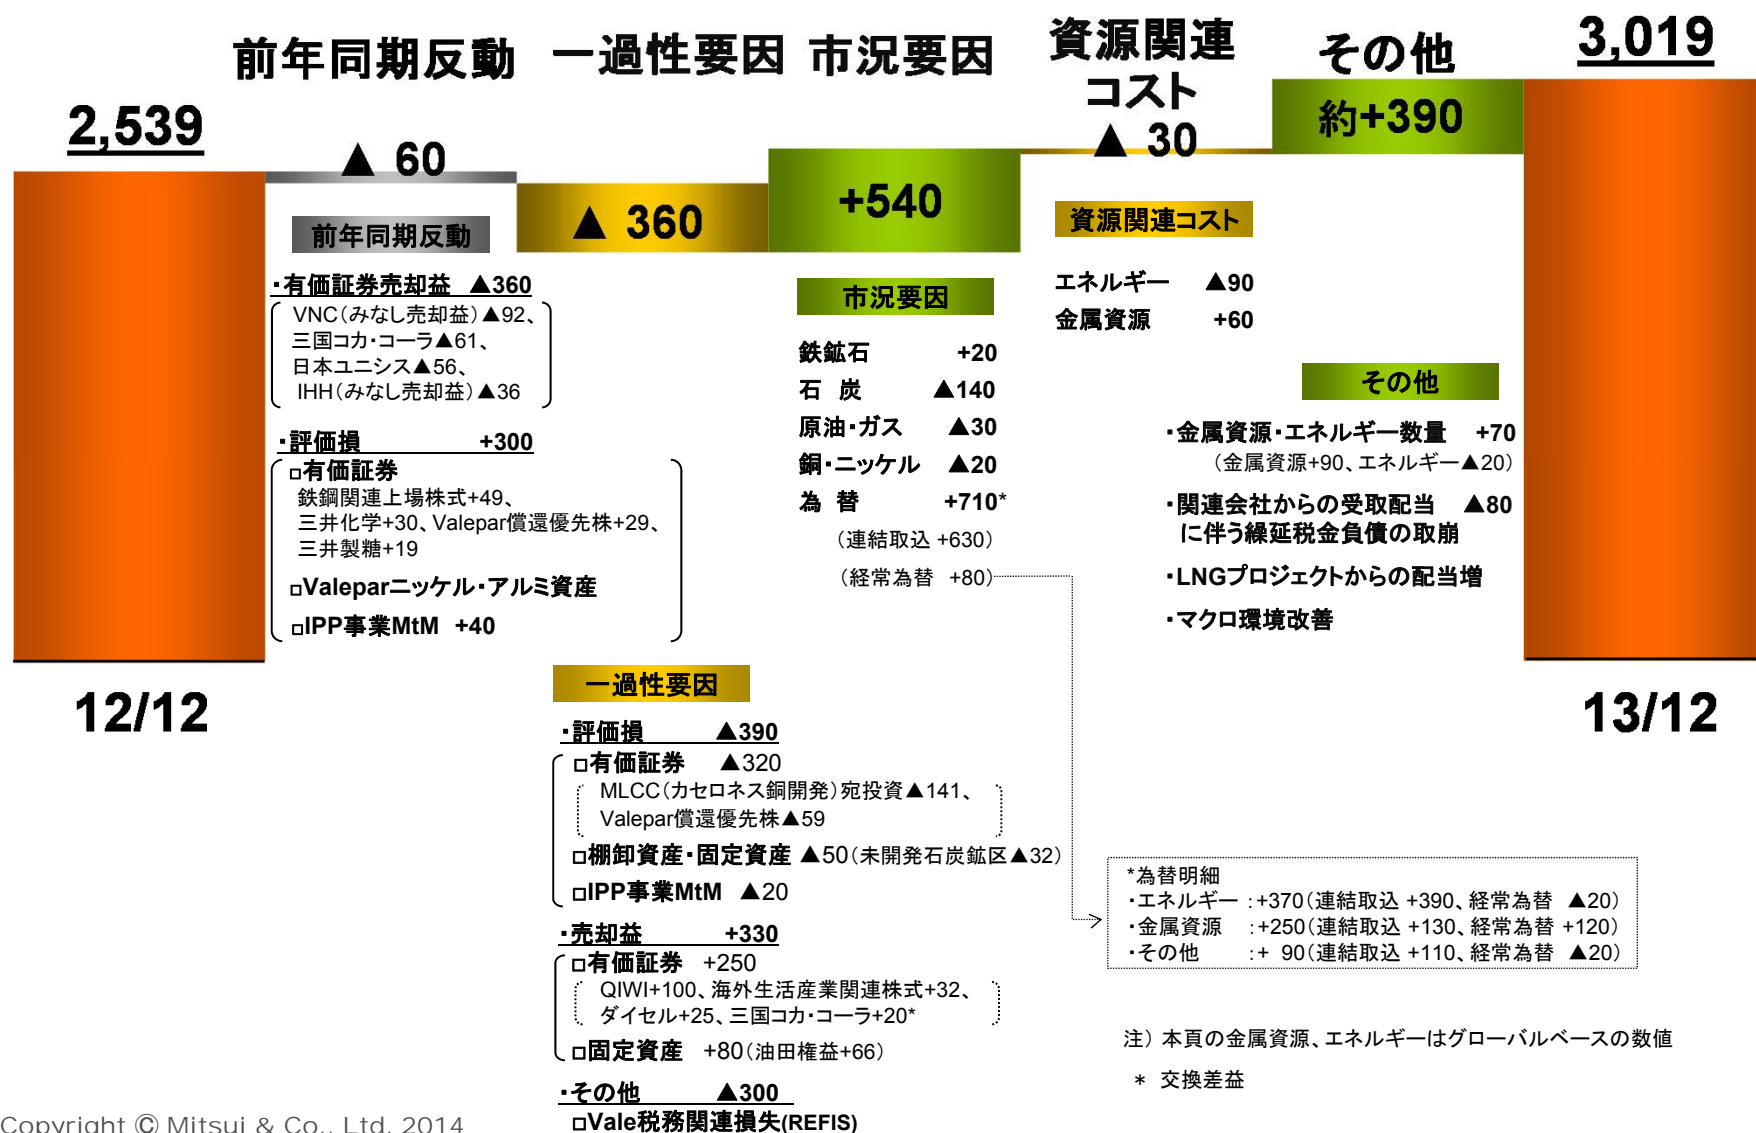 前年同期反動
一過性要因
市況要因
資源関連
コスト
その他
3,019
2,539
▲ 60
▲ 360
+540
▲ 30
約+390
前年同期反動
・有価証券売却益 ▲360
VNC(みなし売却益)▲92、
三国コカ・コーラ▲61、
日本ユニシス▲56、
IHH(みなし売却益)▲36
・評価損 +300
□有価証券
鉄鋼関連上場株式+49、
三井化学+30、Valepar償還優先株+29、
三井製糖+19
□Valeparニッケル・アルミ資産
□IPP事業MtM +40
12/12
一過性要因
・評価損 ▲390
□有価証券 ▲320
MLCC(カセロネス銅開発)宛投資▲141、
Valepar償還優先株▲59
□棚卸資産・固定資産 ▲50(未開発石炭鉱区▲32)
□IPP事業MtM ▲20
・売却益 +330
□有価証券 +250
QIWI+100、海外生活産業関連株式+32、
ダイセル+25、三国コカ・コーラ+20*
□固定資産 +80(油田権益+66)
・その他 ▲300
□Vale税務関連損失(REFIS)
市況要因
鉄鉱石 +20
石 炭 ▲140
原油・ガス ▲30
銅・ニッケル ▲20
為 替 +710*
(連結取込 +630)
(経常為替 +80)
資源関連コスト
エネルギー ▲90
金属資源 +60
その他
・金属資源・エネルギー数量 +70
(金属資源+90、エネルギー▲20)
・関連会社からの受取配当 ▲80
に伴う繰延税金負債の取崩
・LNGプロジェクトからの配当増
・マクロ環境改善
13/12
*為替明細
・エネルギー :+370(連結取込 +390、経常為替 ▲20)
・金属資源 :+250(連結取込 +130、経常為替 +120)
・その他 :+ 90(連結取込 +110、経常為替 ▲20)
注) 本頁の金属資源、エネルギーはグローバルベースの数値
* 交換差益
Copyright © Mitsui & Co., Ltd. 2014